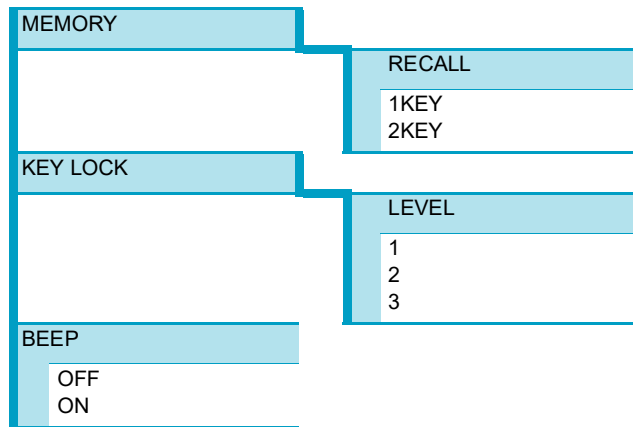 MEMORY
RECALL
1KEY
2KEY
KEY LOCK
LEVEL
1
2
3
BEEP
OFF
ON